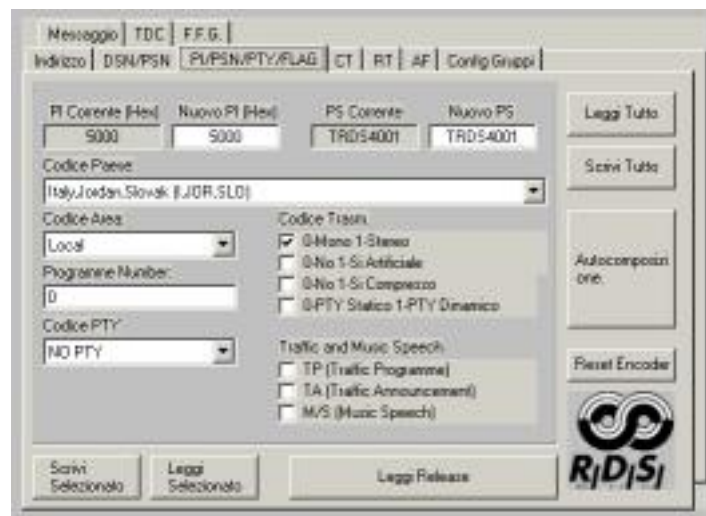 Messaggio TDC F.F.G.
Indirizzo DSN/PSN PI/PSN/PTY/FLAG CT RT AF Config Gruppi
PI Corrente (Hex) Nuovo PI (Hex) PS Corrente Nuovo PS
5000 5000 TRDS4001 TRDS4001
Leggi Tutto
Codice Paese
Scrivi Tutto
Italy,Jordan,Slovak (I,JOR,SLO)
Codice Area
Codice Trasm.
Local
0-Mono 1-Stereo
0-No 1-Si Artificiale
Programme Number:
0-No 1-Si Compresso
0
0-PTY Statico 1-PTY Dinamico
Autocomposizi
one.
Codice PTY
NO PTY
Traffic and Music Speech
TP (Traffic Programme)
TA (Traffic Announcement)
M/S (Music Speech)
Reset Encoder
Scrivi
Selezionato
Leggi
Selezionato
Leggi Release
R|D|S|